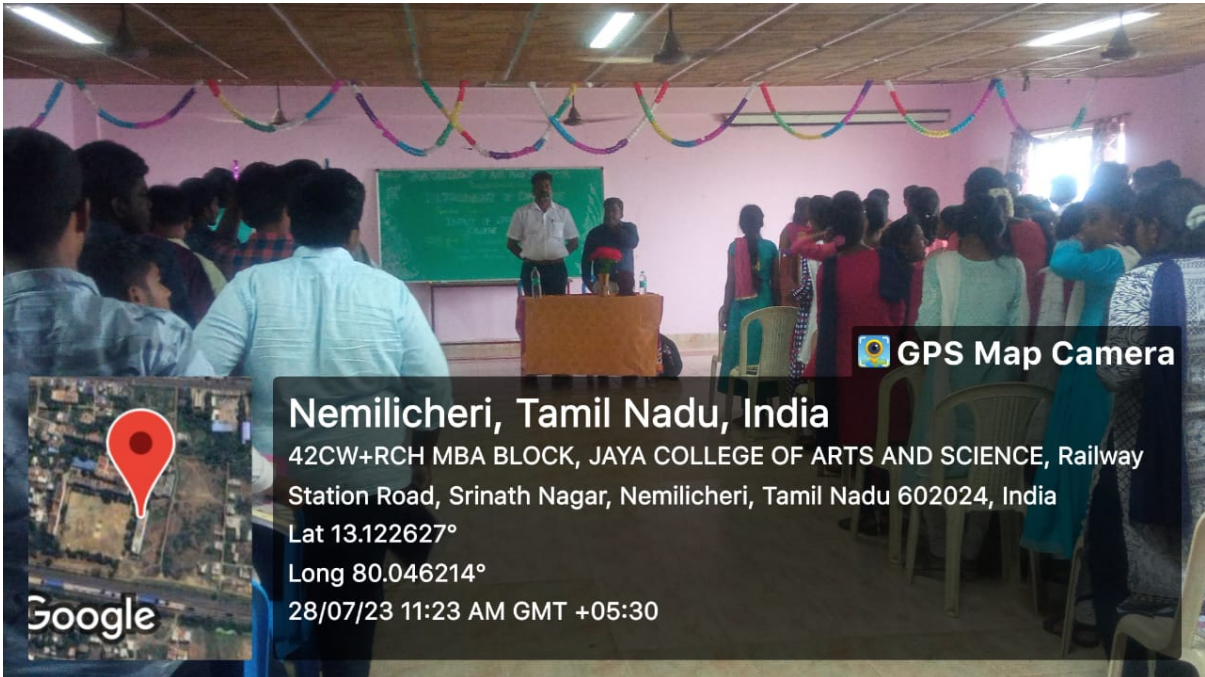 GPS Map Camera
Nemilicheri, Tamil Nadu, India
42CW+RCH MBA BLOCK, JAYA COLLEGE OF ARTS AND SCIENCE, Railway
Station Road, Srinath Nagar, Nemilicheri, Tamil Nadu 602024, India
Lat 13.122627°
Long 80.046214°
28/07/23 11:23 AM GMT +05:30
Google